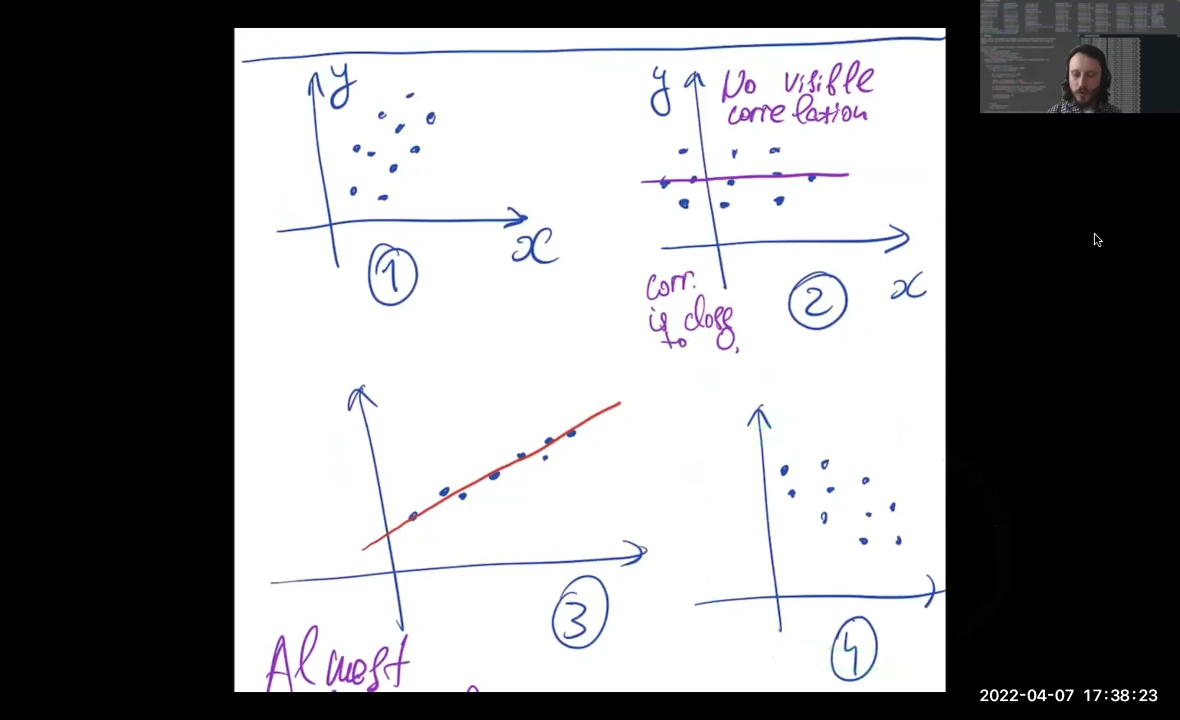 y
x
1
y
No visible
correlation
corr.
is close
to 0.
x
2
3
4
Almost
2022-04-07 17:38:23